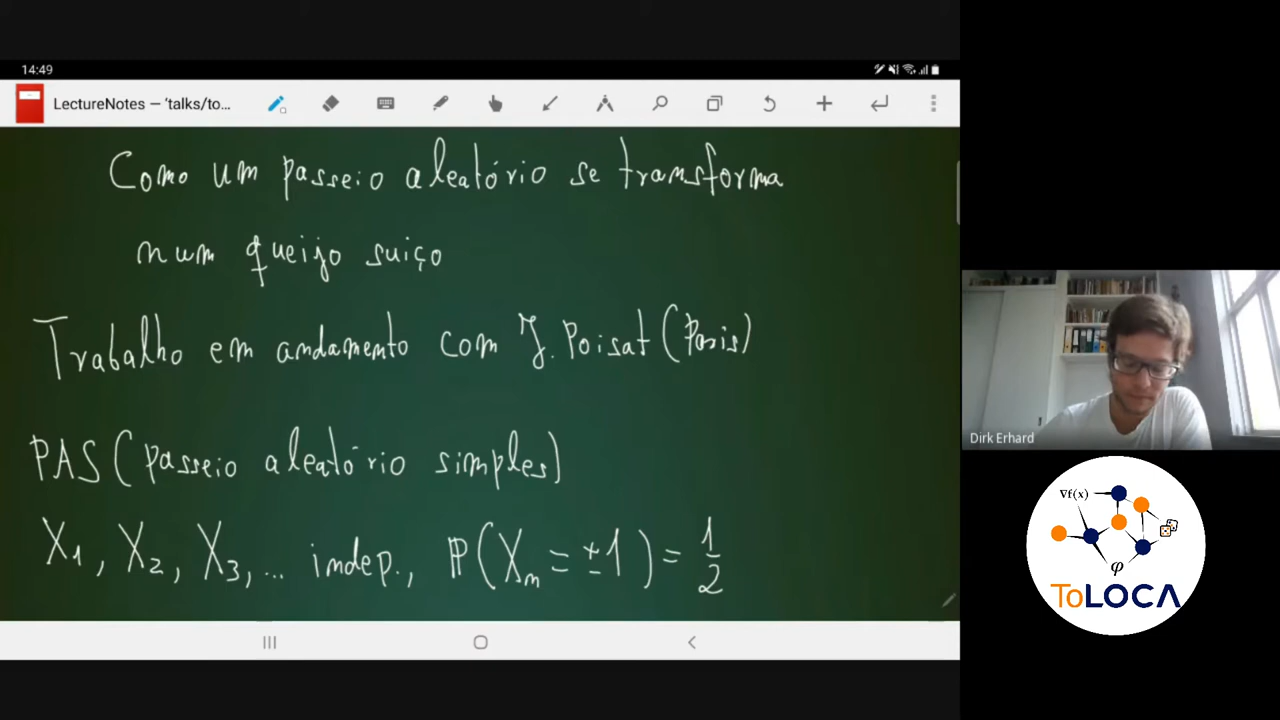 14:49
LectureNotes — ‘talks/to...
Como um passeio aleatório se transforma
num queijo suiço
Trabalho em andamento com J. Poisat (Paris)
PAS (passeio aleatório simples)
X₁, X₂, X₃, ... indep., ℙ(Xₙ = ±1) = 1/2
Dirk Erhard
∇f(x)
φ
ToLOCA